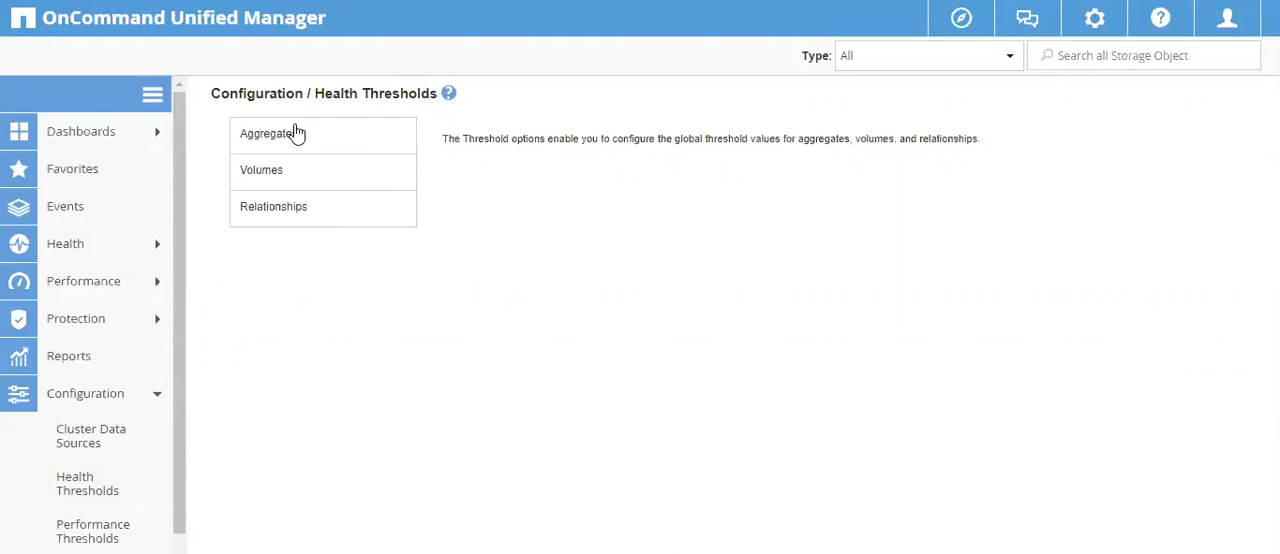 OnCommand Unified Manager
Type: All
Search all Storage Object
Configuration / Health Thresholds
Aggregates
The Threshold options enable you to configure the global threshold values for aggregates, volumes, and relationships.
Volumes
Relationships
Dashboards
Favorites
Events
Health
Performance
Protection
Reports
Configuration
Cluster Data
Sources
Health
Thresholds
Performance
Thresholds